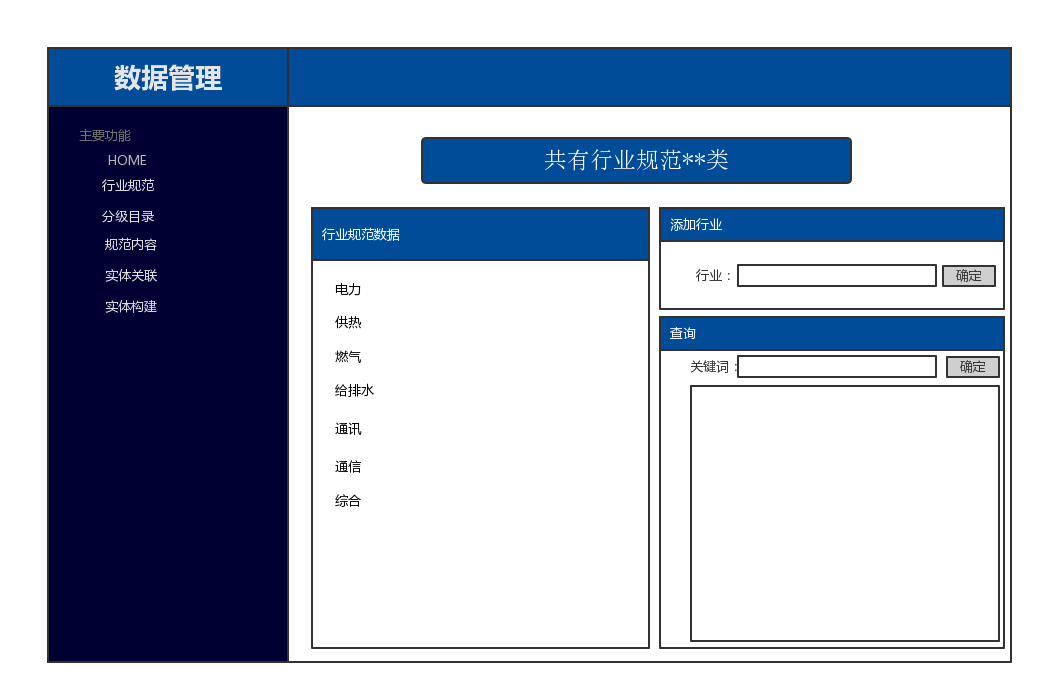 数据管理
主要功能
HOME
行业规范
分级目录
规范内容
实体关联
实体构建
共有行业规范**类
行业规范数据
电力
供热
燃气
给排水
通讯
通信
综合
添加行业
行业：
确定
查询
关键词：
确定